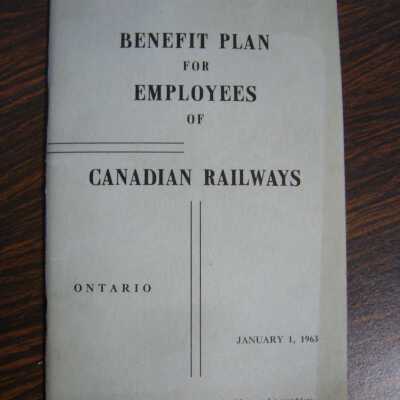 BENEFIT PLAN
FOR
EMPLOYEES
OF
CANADIAN RAILWAYS
ONTARIO
JANUARY 1, 1963